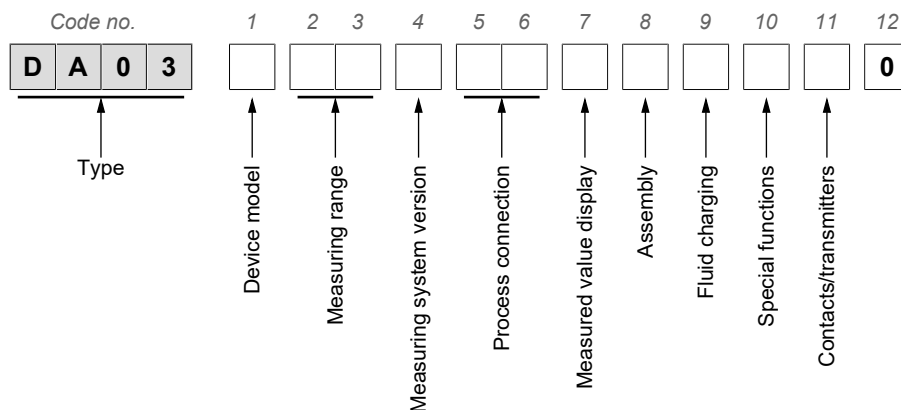 Code no. 1 2 3 4 5 6 7 8 9 10 11 12
D A 0 3 0
Type
Device model
Measuring range
Measuring system version
Process connection
Measured value display
Assembly
Fluid charging
Special functions
Contacts/transmitters